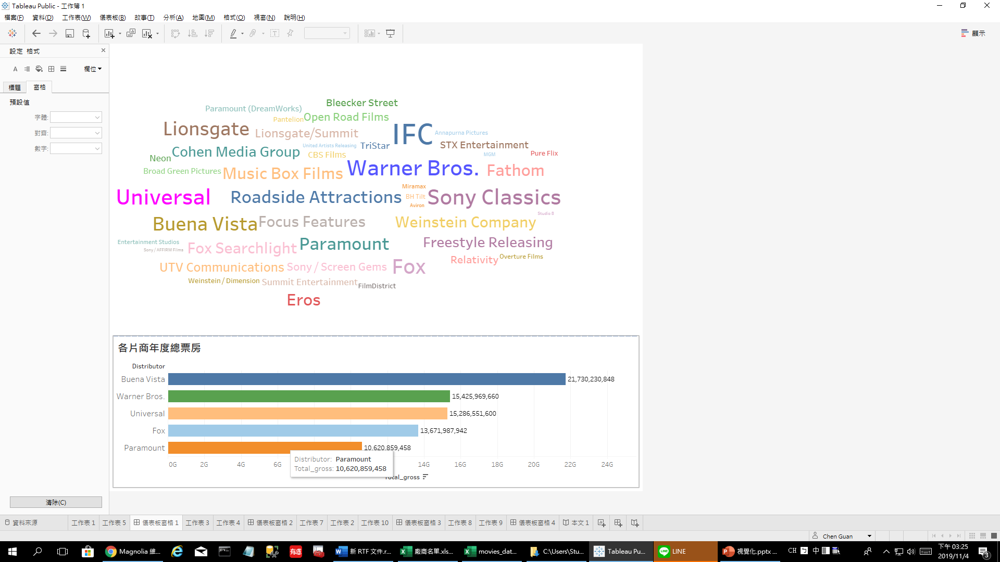 Tableau Public - 工作簿 1
檔案(F) 資料(D) 工作表(W) 儀表板(B) 故事(T) 分析(A) 地圖(M) 格式(O) 視窗(N) 說明(H)
顯示
設定 格式
欄位
標題 窗格
預設值
字體:
對齊:
數字:
清除(C)
Bleecker Street
Paramount (DreamWorks)
Pantelion
Open Road Films
Lionsgate
Lionsgate/Summit
IFC
Annapurna Pictures
United Artists Releasing
TriStar
STX Entertainment
Cohen Media Group
CBS Films
MGM
Pure Flix
Neon
Broad Green Pictures
Music Box Films
Warner Bros.
Fathom
Miramax
Universal
Roadside Attractions
BH Tilt
Sony Classics
Aviron
Studio 8
Buena Vista
Focus Features
Weinstein Company
Entertainment Studios
Sony / AFFIRM Films
Fox Searchlight
Paramount
Freestyle Releasing
Relativity
Overture Films
UTV Communications
Sony / Screen Gems
Fox
Weinstein / Dimension
Summit Entertainment
FilmDistrict
Eros
各片商年度總票房
Distributor
Buena Vista 21,730,230,848
Warner Bros. 15,425,969,660
Universal 15,286,551,600
Fox 13,671,987,942
Paramount 10,620,859,458
0G 2G 4G 6G 14G 16G 18G 20G 22G 24G
Distributor: Paramount
Total_gross: 10,620,859,458
Total_gross
資料來源 工作表 1 工作表 5 儀表板窗格 1 工作表 3 工作表 4 儀表板窗格 2 工作表 7 工作表 2 工作表 10 儀表板窗格 3 工作表 8 工作表 9 儀表板窗格 4 本文 1
Chen Guan
Magnolia 維... 有道 新 RTF 文件.r... 廠商名單.xls... movies_dat... C:\Users\Stu... Tableau Pu... LINE 視覺化.pptx ... CH 中
下午 03:25
2019/11/4
3